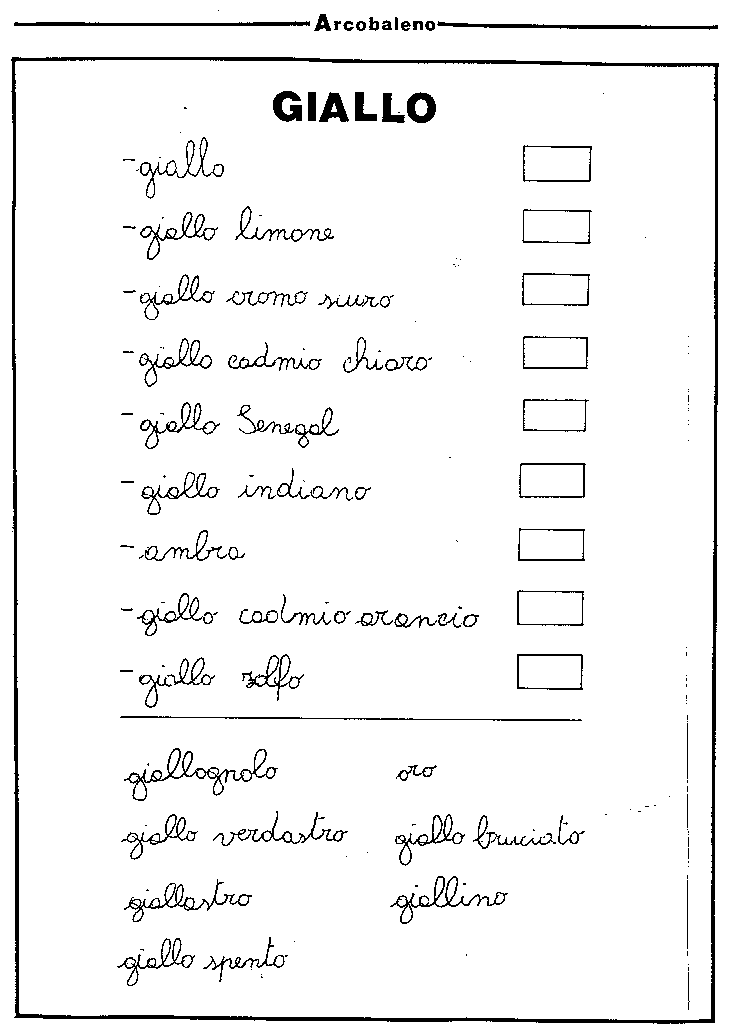 Arcobaleno
GIALLO
-giallo
-giallo limone
-giallo cromo scuro
-giallo cadmio chiaro
-giallo Senegal
-giallo indiano
-ambra
-giallo cadmio arancio
-giallo zolfo
giallognolo oro
giallo verdastro giallo bruciato
giallastro giallino
giallo spento